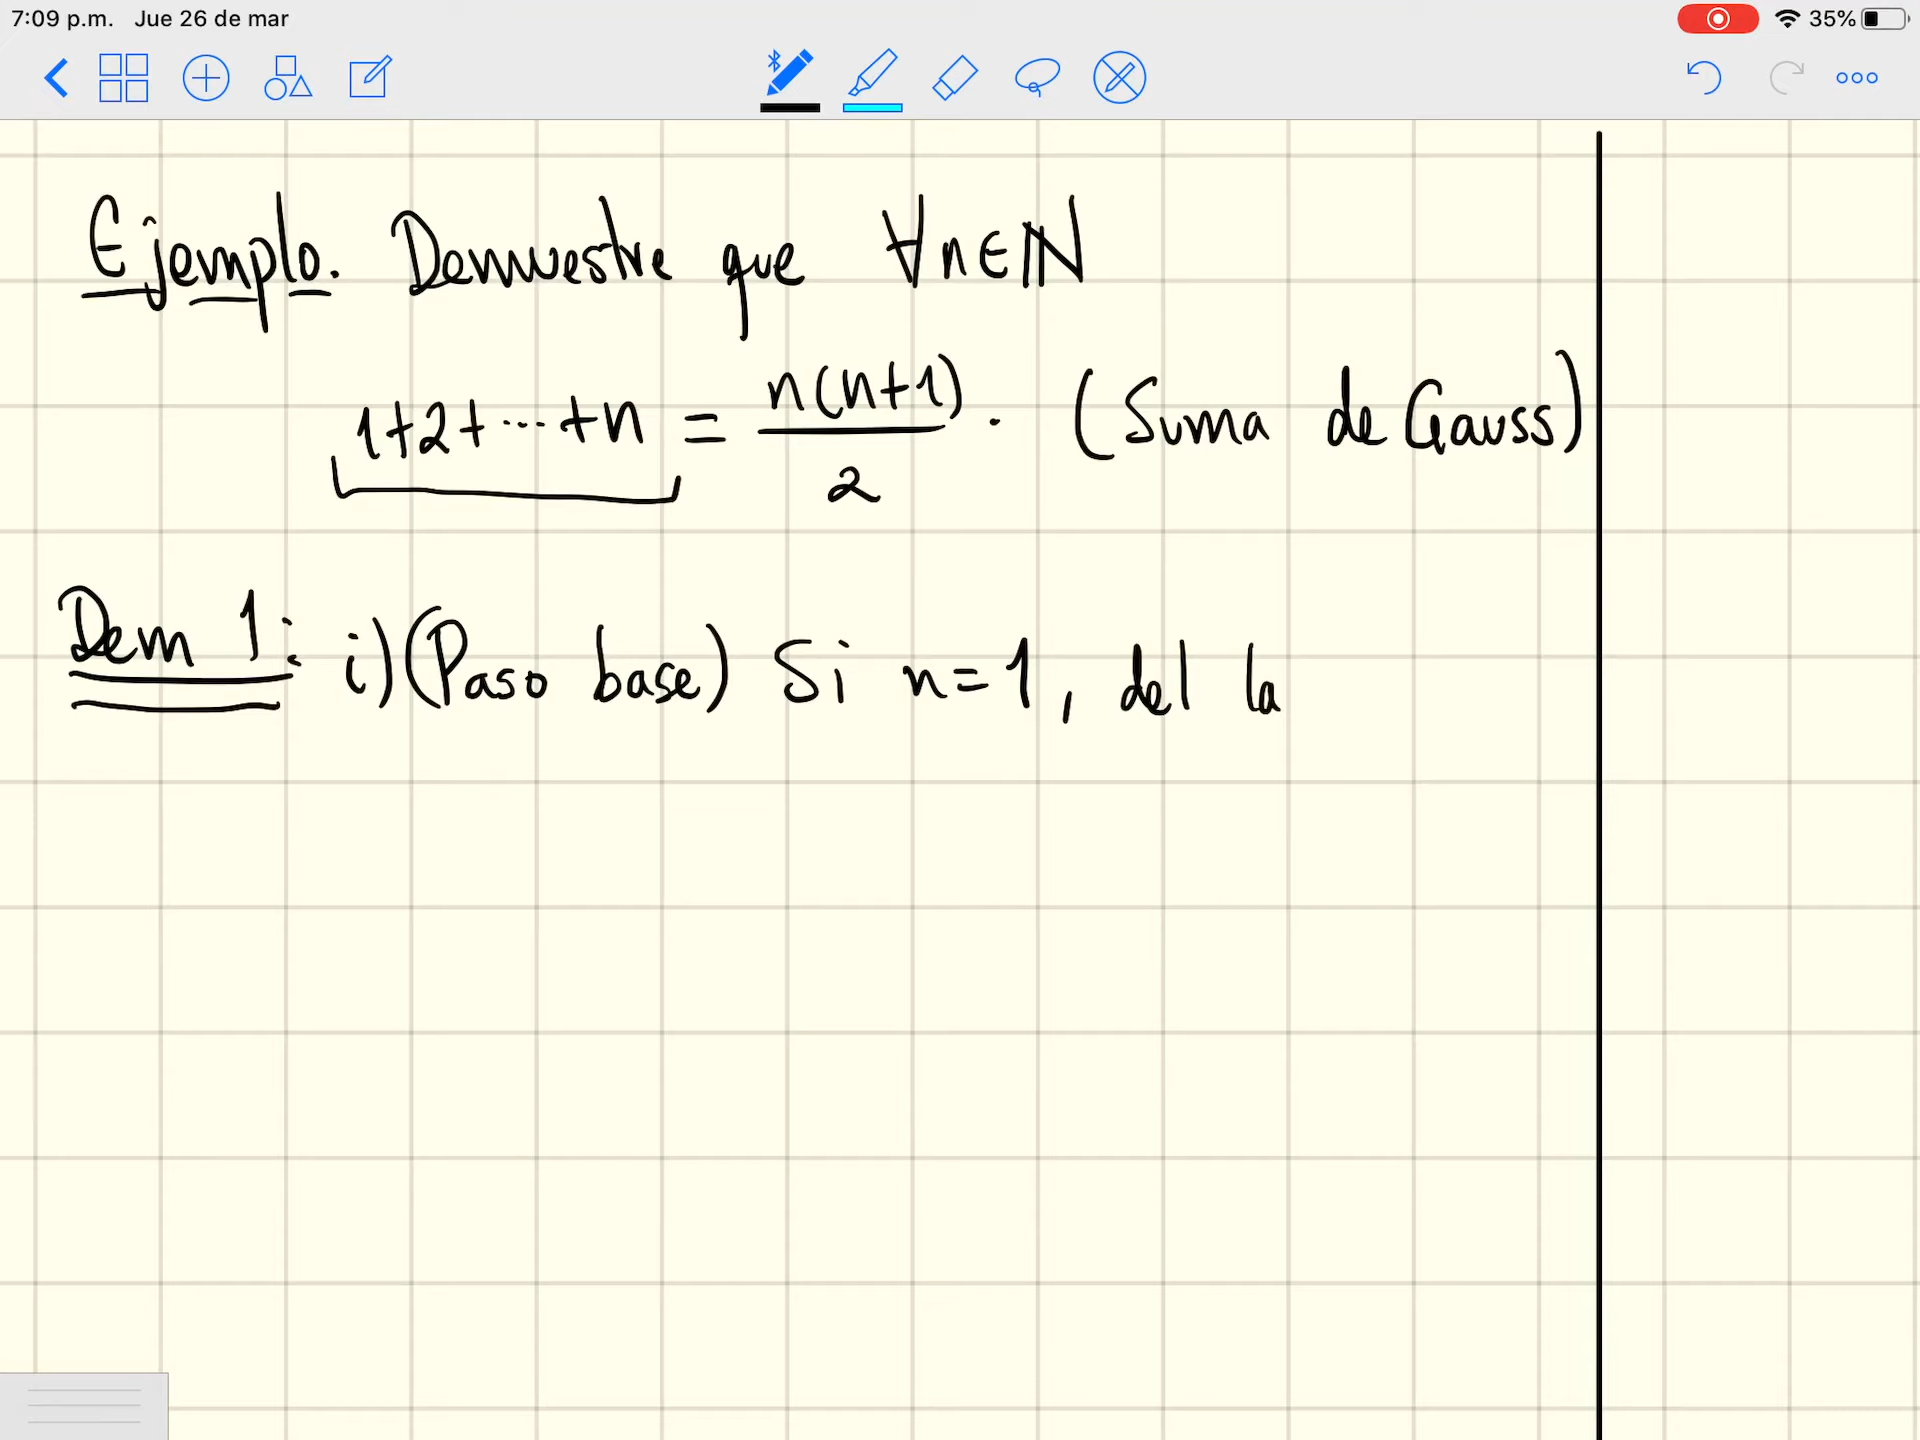 7:09 p.m. Jue 26 de mar 35%
Ejemplo. Demuestre que ∀n∈ℕ
1+2+⋯+n = n(n+1)/2 . (Suma de Gauss)
Dem 1: i) (Paso base) Si n=1, del la